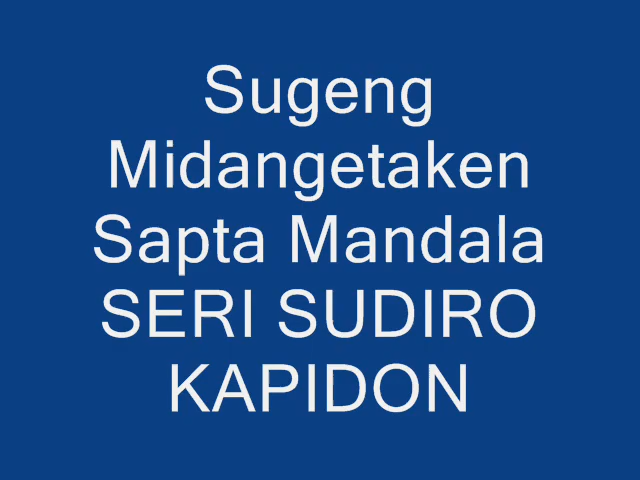 Sugeng
Midangetaken
Sapta Mandala
SERI SUDIRO
KAPIDON